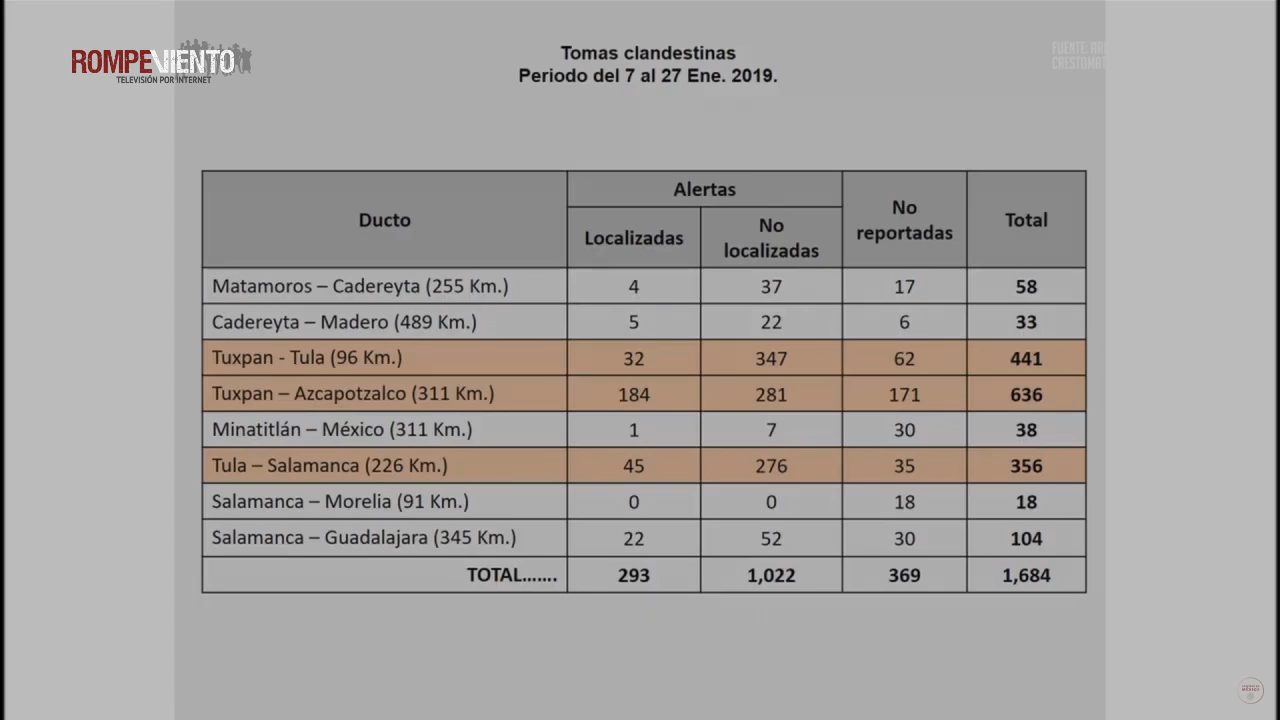 ROMPEVIENTO
TELEVISIÓN POR INTERNET
Tomas clandestinas
Periodo del 7 al 27 Ene. 2019.
FUENTE: AR
CRESTOMAT
Ducto
Alertas
No
reportadas
Total
Localizadas
No
localizadas
Matamoros – Cadereyta (255 Km.) 4 37 17 58
Cadereyta – Madero (489 Km.) 5 22 6 33
Tuxpan - Tula (96 Km.) 32 347 62 441
Tuxpan – Azcapotzalco (311 Km.) 184 281 171 636
Minatitlán – México (311 Km.) 1 7 30 38
Tula – Salamanca (226 Km.) 45 276 35 356
Salamanca – Morelia (91 Km.) 0 0 18 18
Salamanca – Guadalajara (345 Km.) 22 52 30 104
TOTAL....... 293 1,022 369 1,684